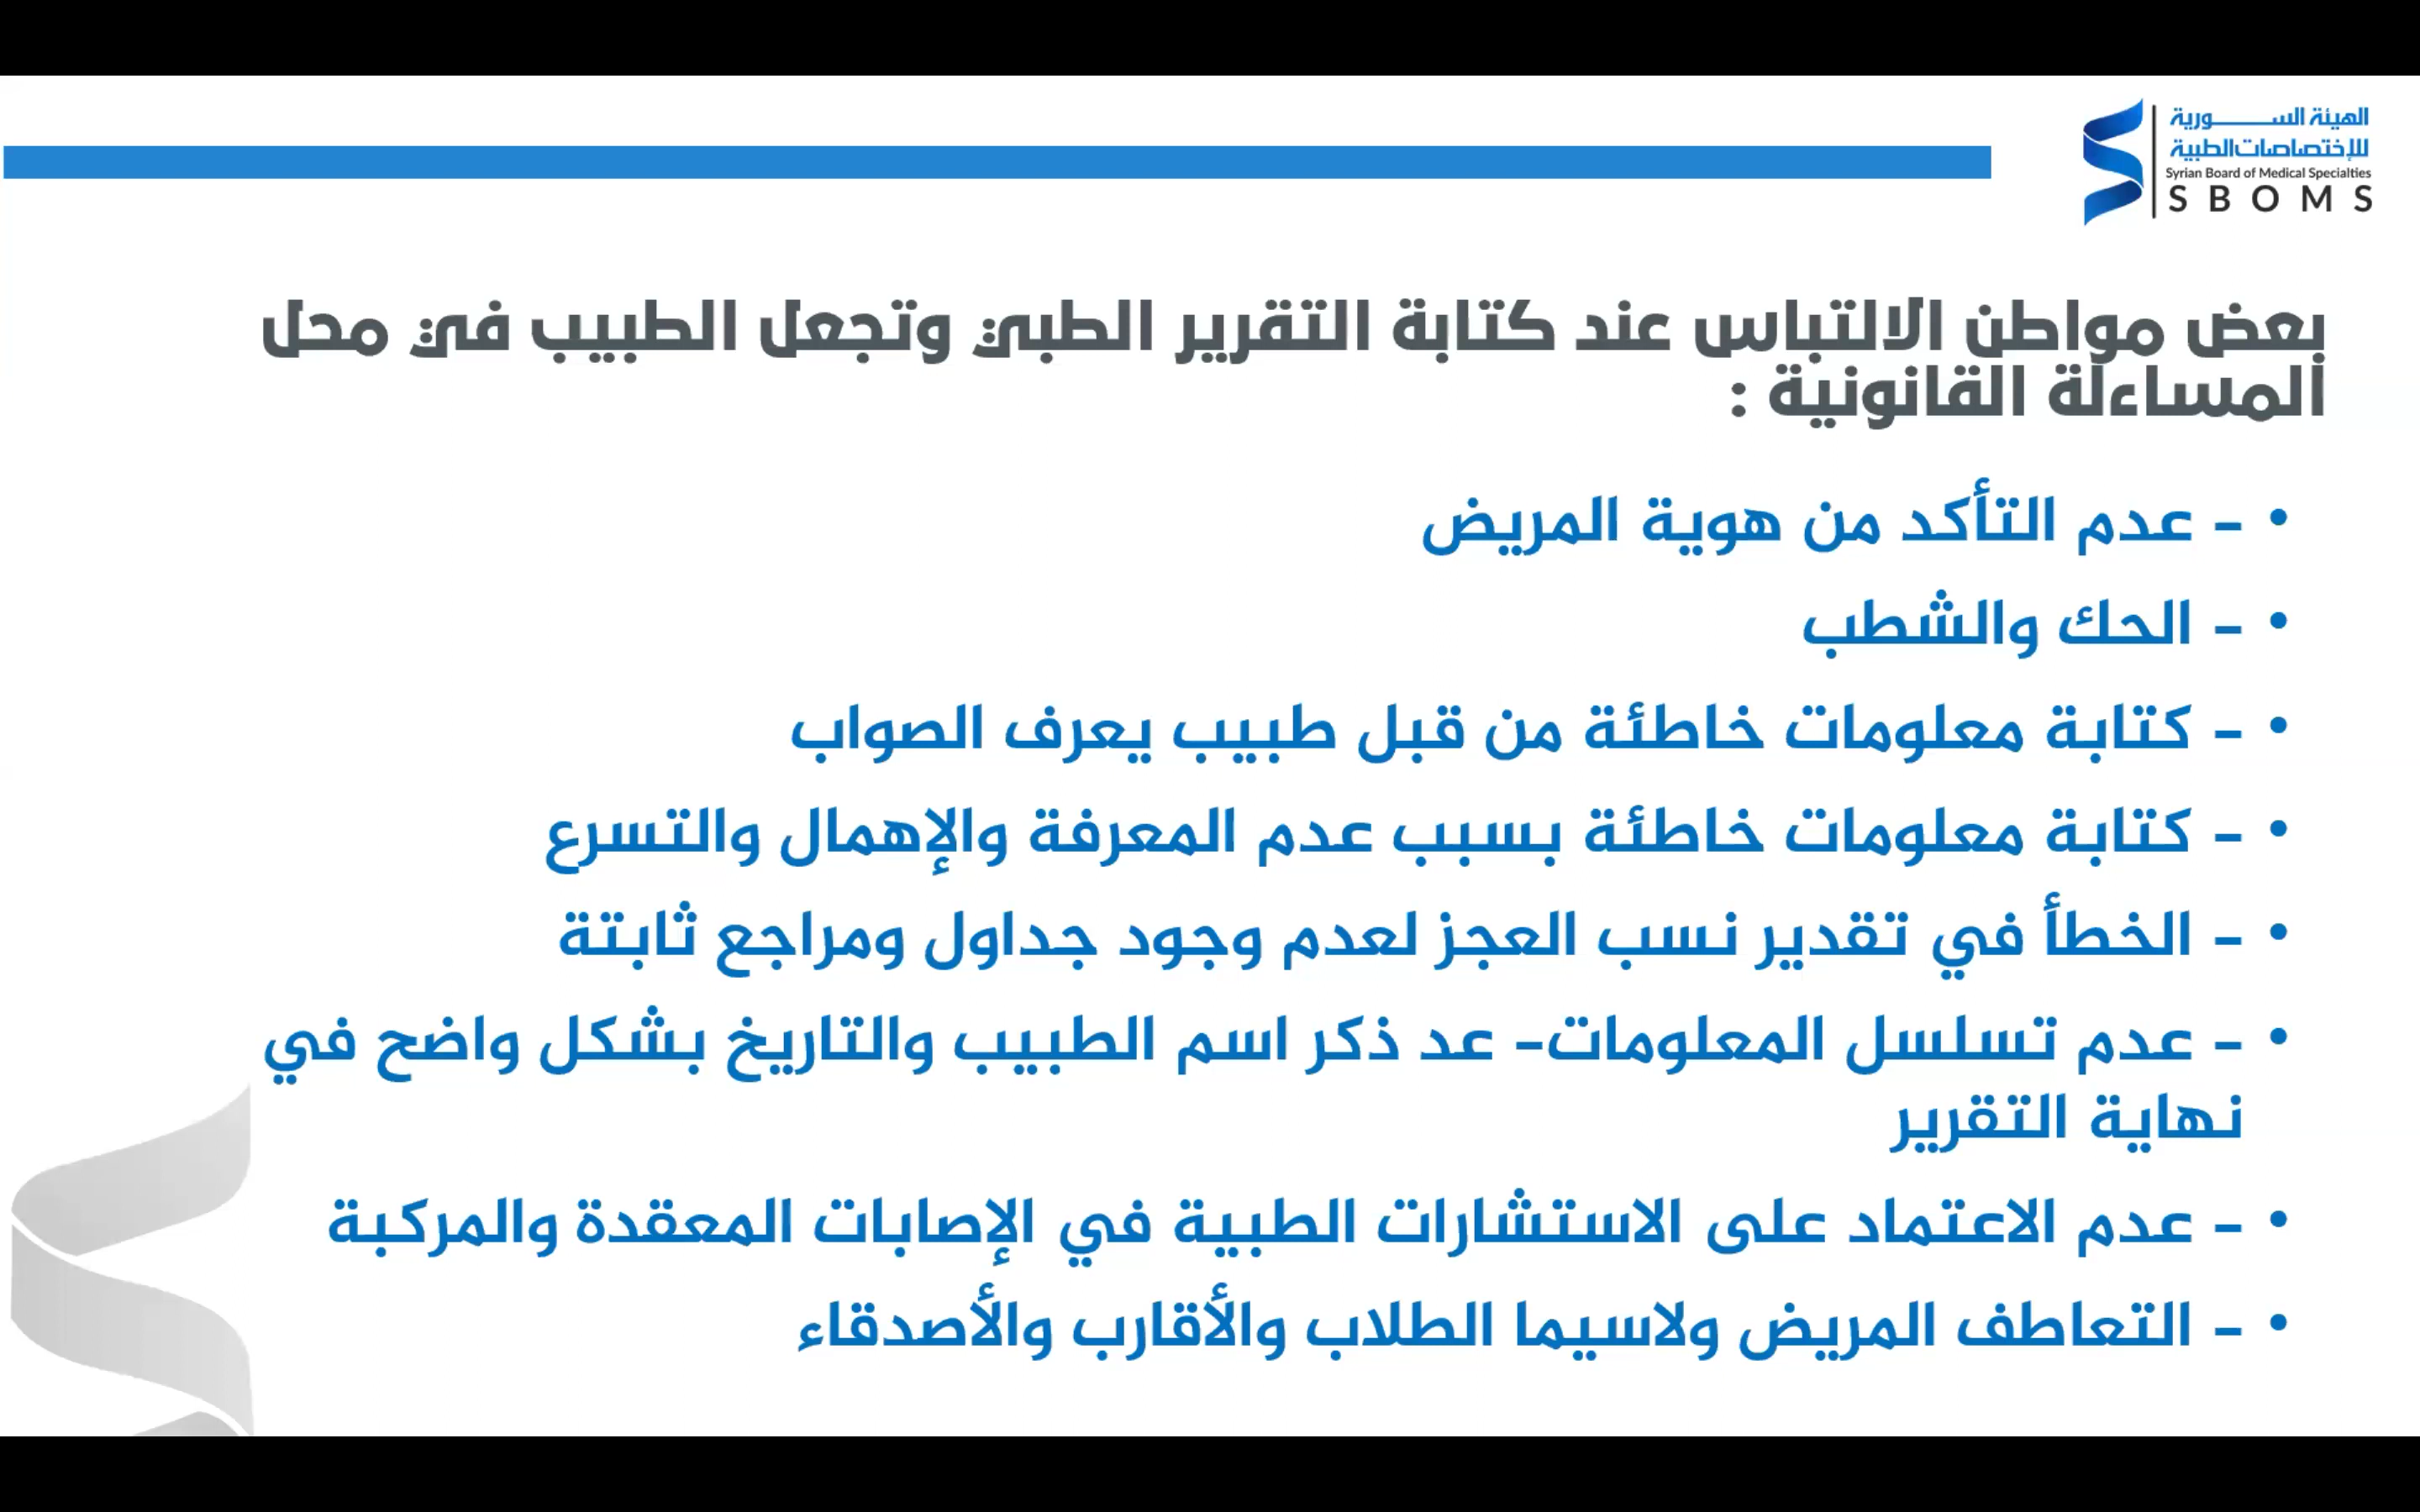 الهيئة الســـــورية
للإختصاصات الطبية
Syrian Board of Medical Specialties
S B O M S
بعض مواطن الالتباس عند كتابة التقرير الطبي وتجعل الطبيب في محل
المساءلة القانونية :
• - عدم التأكد من هوية المريض
• - الحك والشطب
• - كتابة معلومات خاطئة من قبل طبيب يعرف الصواب
• - كتابة معلومات خاطئة بسبب عدم المعرفة والإهمال والتسرع
• - الخطأ في تقدير نسب العجز لعدم وجود جداول ومراجع ثابتة
• - عدم تسلسل المعلومات- عد ذكر اسم الطبيب والتاريخ بشكل واضح في
نهاية التقرير
• - عدم الاعتماد على الاستشارات الطبية في الإصابات المعقدة والمركبة
• - التعاطف المريض ولاسيما الطلاب والأقارب والأصدقاء